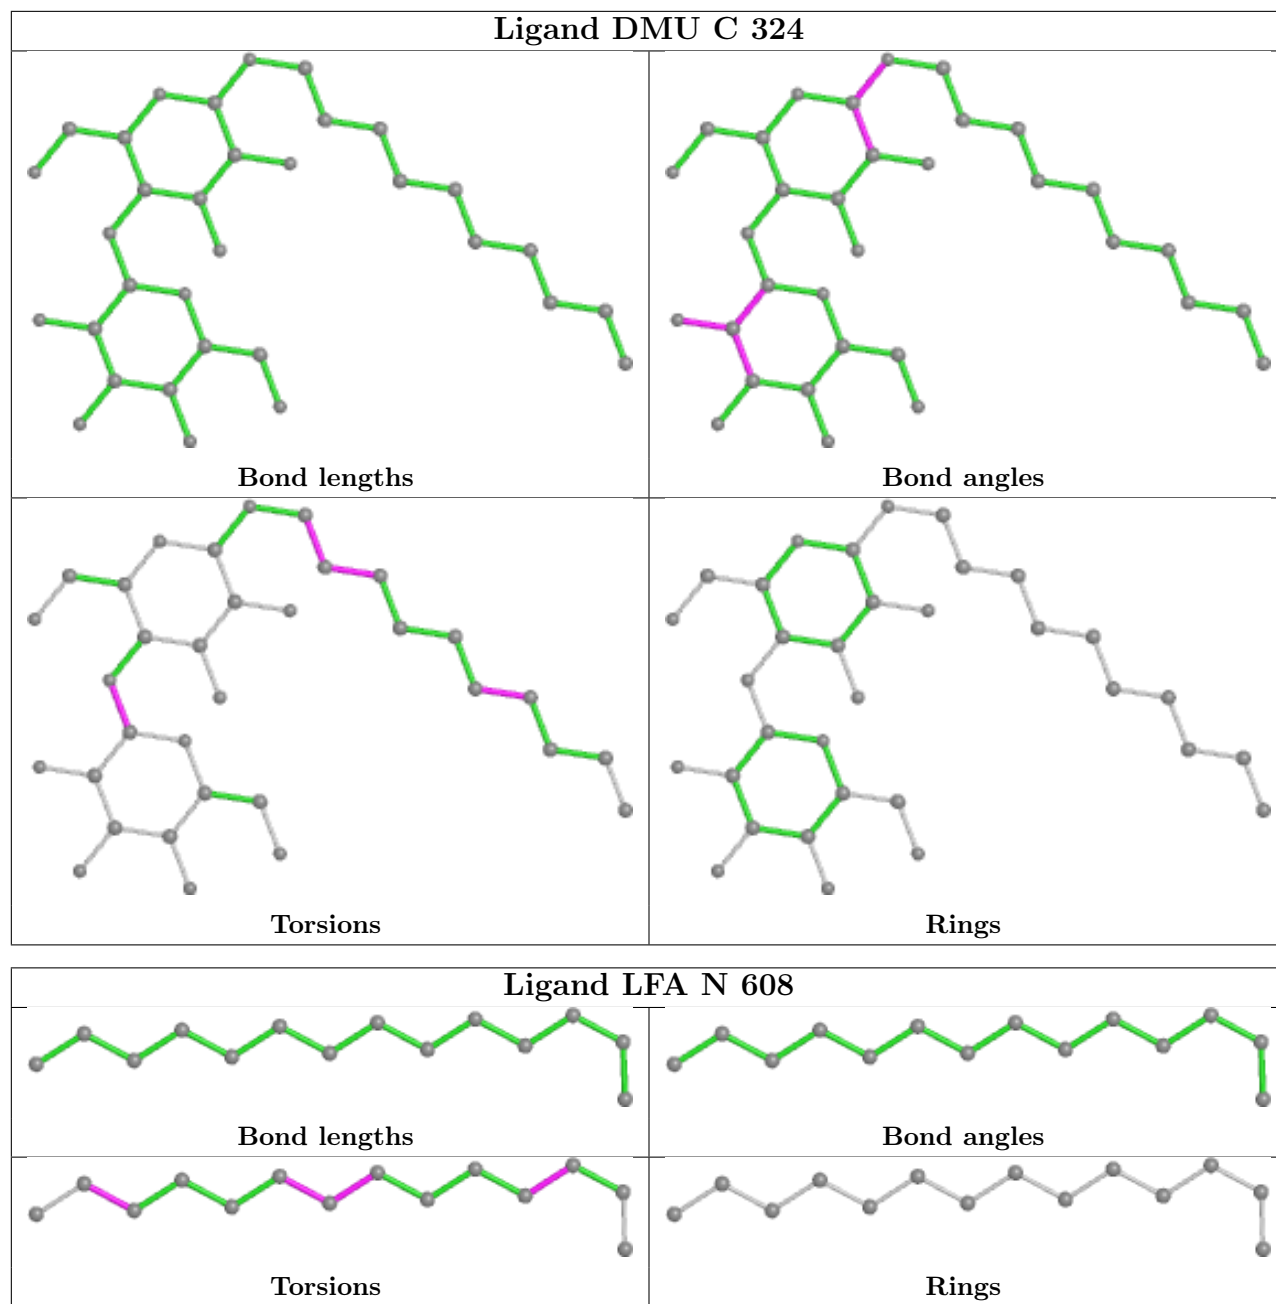 Ligand DMU C 324
Bond lengths
Bond angles
Torsions
Rings
Ligand LFA N 608
Bond lengths
Bond angles
Torsions
Rings